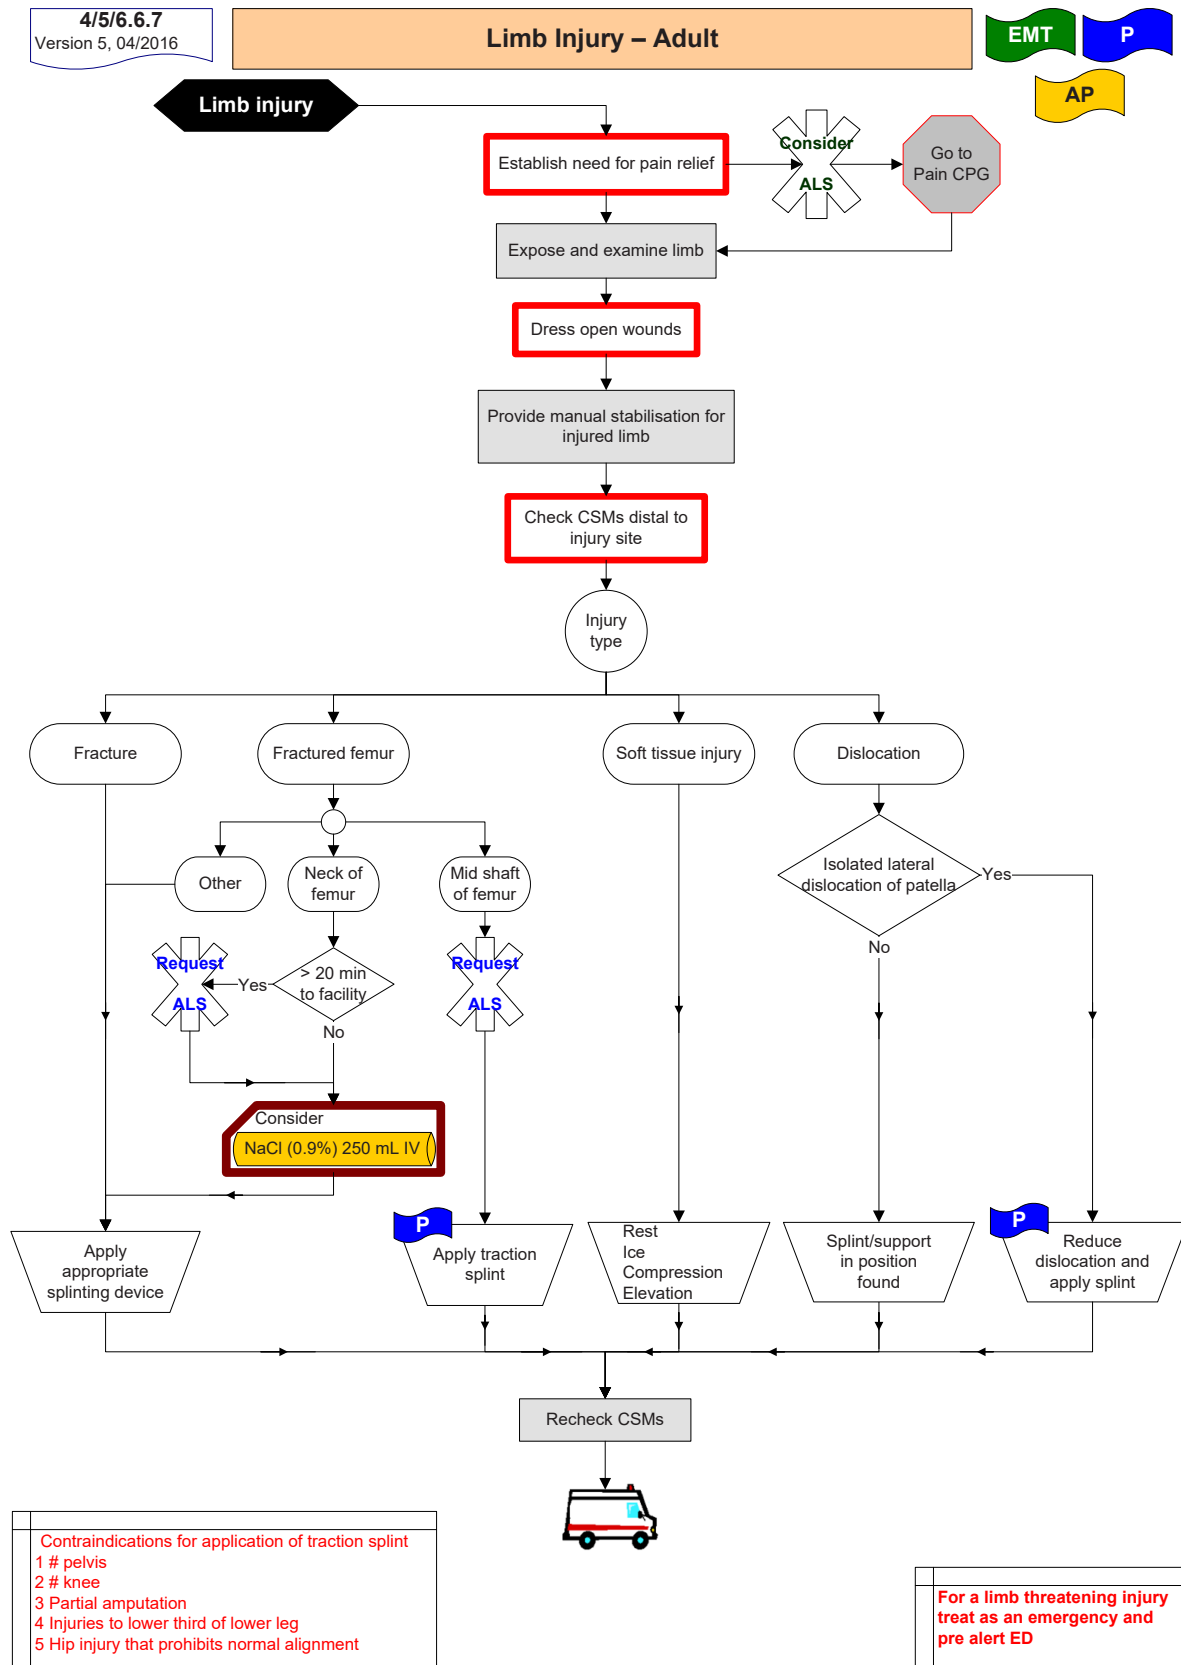 4/5/6.6.7
Version 5, 04/2016
Limb Injury – Adult
EMT
P
AP
Limb injury
Establish need for pain relief
Consider
ALS
Go to
Pain CPG
Expose and examine limb
Dress open wounds
Provide manual stabilisation for
injured limb
Check CSMs distal to
injury site
Injury
type
Fracture
Fractured femur
Soft tissue injury
Dislocation
Other
Neck of
femur
Mid shaft
of femur
Isolated lateral
dislocation of patella
Yes
No
Request
ALS
Yes
> 20 min
to facility
No
Request
ALS
Consider
NaCl (0.9%) 250 mL IV
P
P
Apply
appropriate
splinting device
Apply traction
splint
Rest
Ice
Compression
Elevation
Splint/support
in position
found
Reduce
dislocation and
apply splint
Recheck CSMs
Contraindications for application of traction splint
1 # pelvis
2 # knee
3 Partial amputation
4 Injuries to lower third of lower leg
5 Hip injury that prohibits normal alignment
For a limb threatening injury
treat as an emergency and
pre alert ED